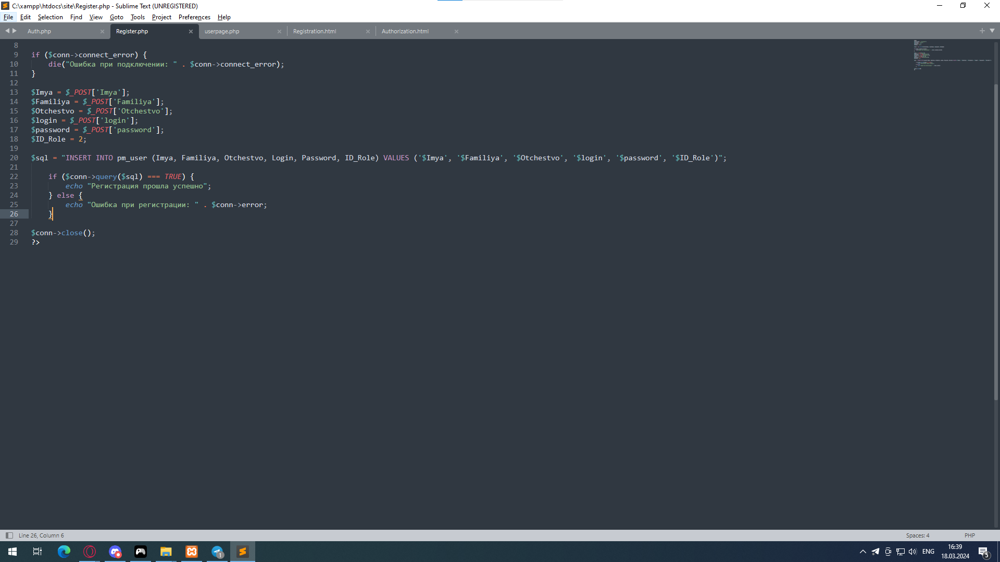 C:\xampp\htdocs\site\Register.php - Sublime Text (UNREGISTERED)
File Edit Selection Find View Goto Tools Project Preferences Help
Auth.php Register.php userpage.php Registration.html Authorization.html
8
9 if ($conn->connect_error) {
10 die("Ошибка при подключении: " . $conn->connect_error);
11 }
12
13 $Imya = $_POST['Imya'];
14 $Familiya = $_POST['Familiya'];
15 $Otchestvo = $_POST['Otchestvo'];
16 $login = $_POST['login'];
17 $password = $_POST['password'];
18 $ID_Role = 2;
19
20 $sql = "INSERT INTO pm_user (Imya, Familiya, Otchestvo, Login, Password, ID_Role) VALUES ('$Imya', '$Familiya', '$Otchestvo', '$login', '$password', '$ID_Role')";
21
22 if ($conn->query($sql) === TRUE) {
23 echo "Регистрация прошла успешно";
24 } else {
25 echo "Ошибка при регистрации: " . $conn->error;
26 }
27
28 $conn->close();
29 ?>
Line 26, Column 6 Spaces: 4 PHP
1 ENG 16:39 5
18.03.2024